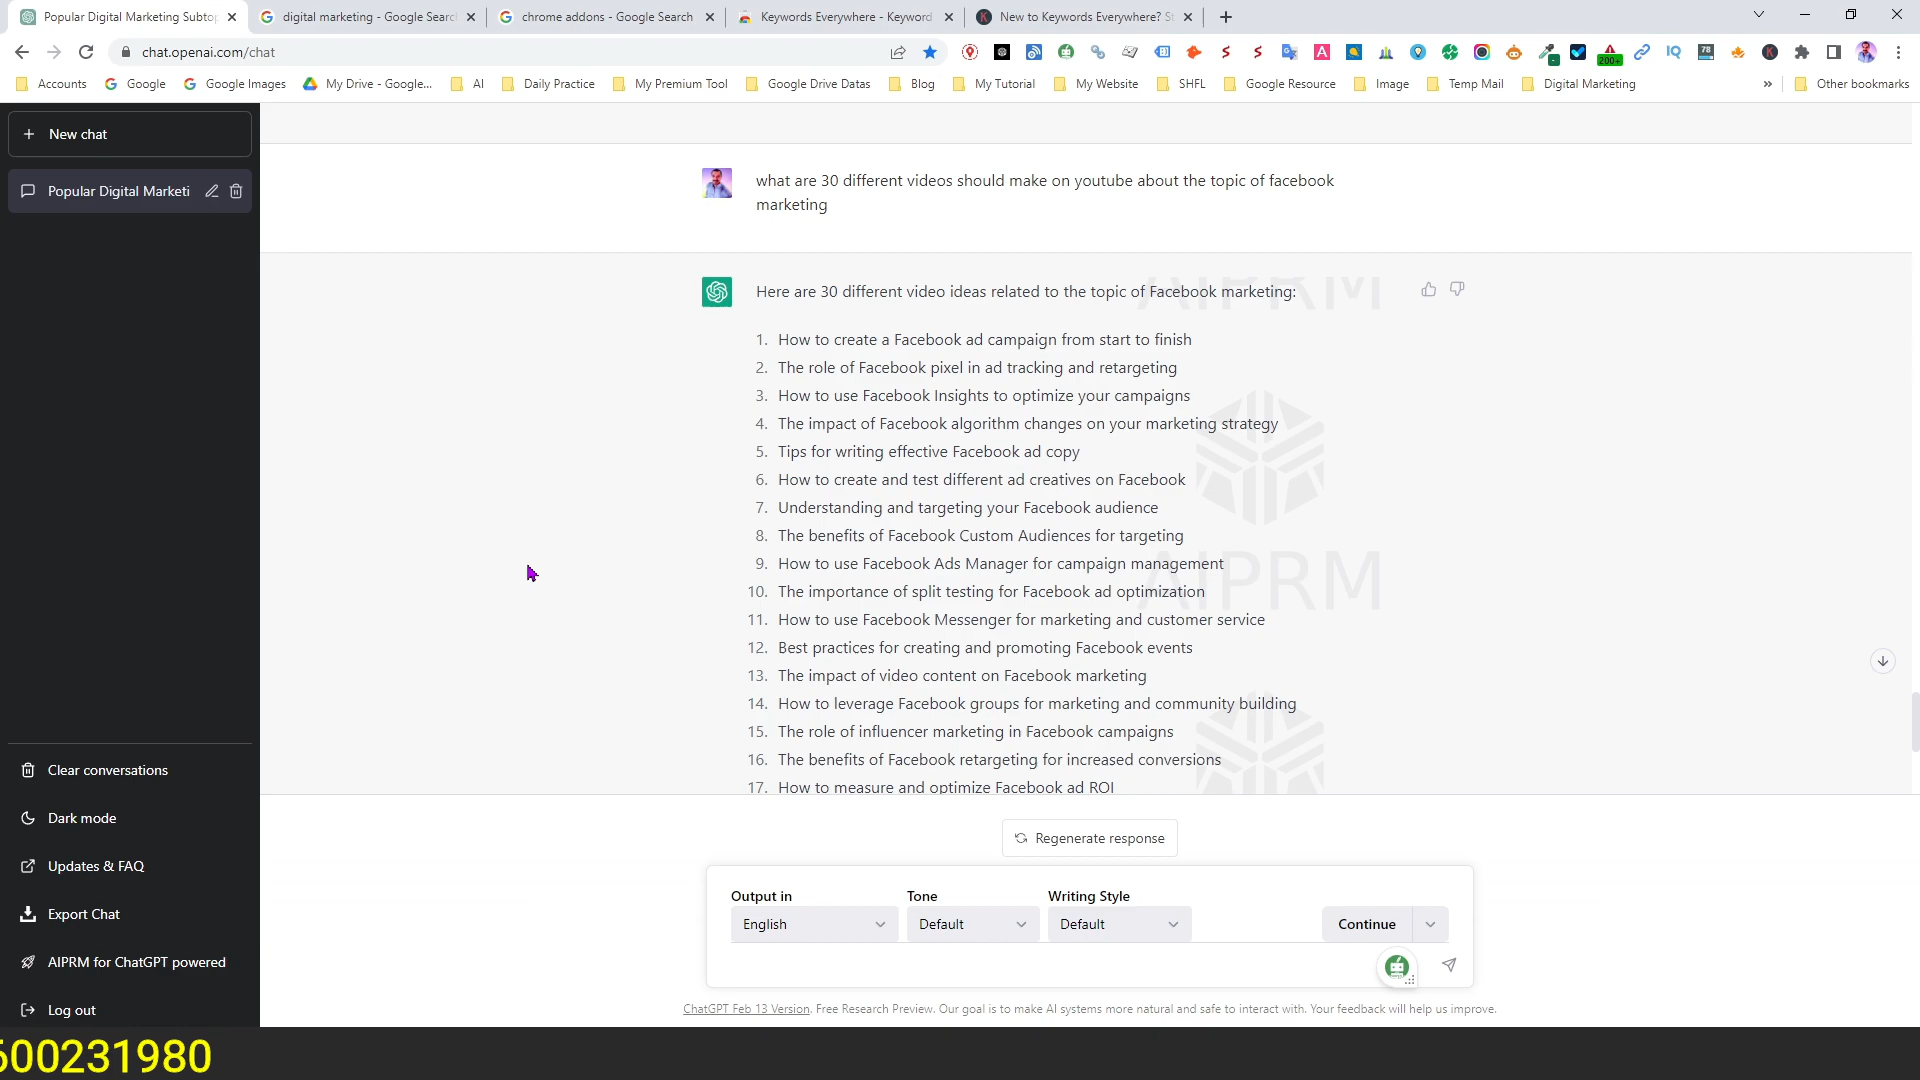 Popular Digital Marketing Subtop
digital marketing - Google Searc
chrome addons - Google Search
Keywords Everywhere - Keyword
New to Keywords Everywhere? St
chat.openai.com/chat
200+
78
Accounts
Google
Google Images
My Drive - Google...
AI
Daily Practice
My Premium Tool
Google Drive Datas
Blog
My Tutorial
My Website
SHFL
Google Resource
Image
Temp Mail
Digital Marketing
»
Other bookmarks
+ New chat
Popular Digital Marketi
what are 30 different videos should make on youtube about the topic of facebook
marketing
Here are 30 different video ideas related to the topic of Facebook marketing:
1. How to create a Facebook ad campaign from start to finish
2. The role of Facebook pixel in ad tracking and retargeting
3. How to use Facebook Insights to optimize your campaigns
4. The impact of Facebook algorithm changes on your marketing strategy
5. Tips for writing effective Facebook ad copy
6. How to create and test different ad creatives on Facebook
7. Understanding and targeting your Facebook audience
8. The benefits of Facebook Custom Audiences for targeting
9. How to use Facebook Ads Manager for campaign management
AIPRM
10. The importance of split testing for Facebook ad optimization
11. How to use Facebook Messenger for marketing and customer service
12. Best practices for creating and promoting Facebook events
13. The impact of video content on Facebook marketing
14. How to leverage Facebook groups for marketing and community building
15. The role of influencer marketing in Facebook campaigns
16. The benefits of Facebook retargeting for increased conversions
17. How to measure and optimize Facebook ad ROI
Clear conversations
Dark mode
Updates & FAQ
Export Chat
AIPRM for ChatGPT powered
Log out
Regenerate response
Output in
Tone
Writing Style
English
Default
Default
Continue
ChatGPT Feb 13 Version. Free Research Preview. Our goal is to make AI systems more natural and safe to interact with. Your feedback will help us improve.
600231980